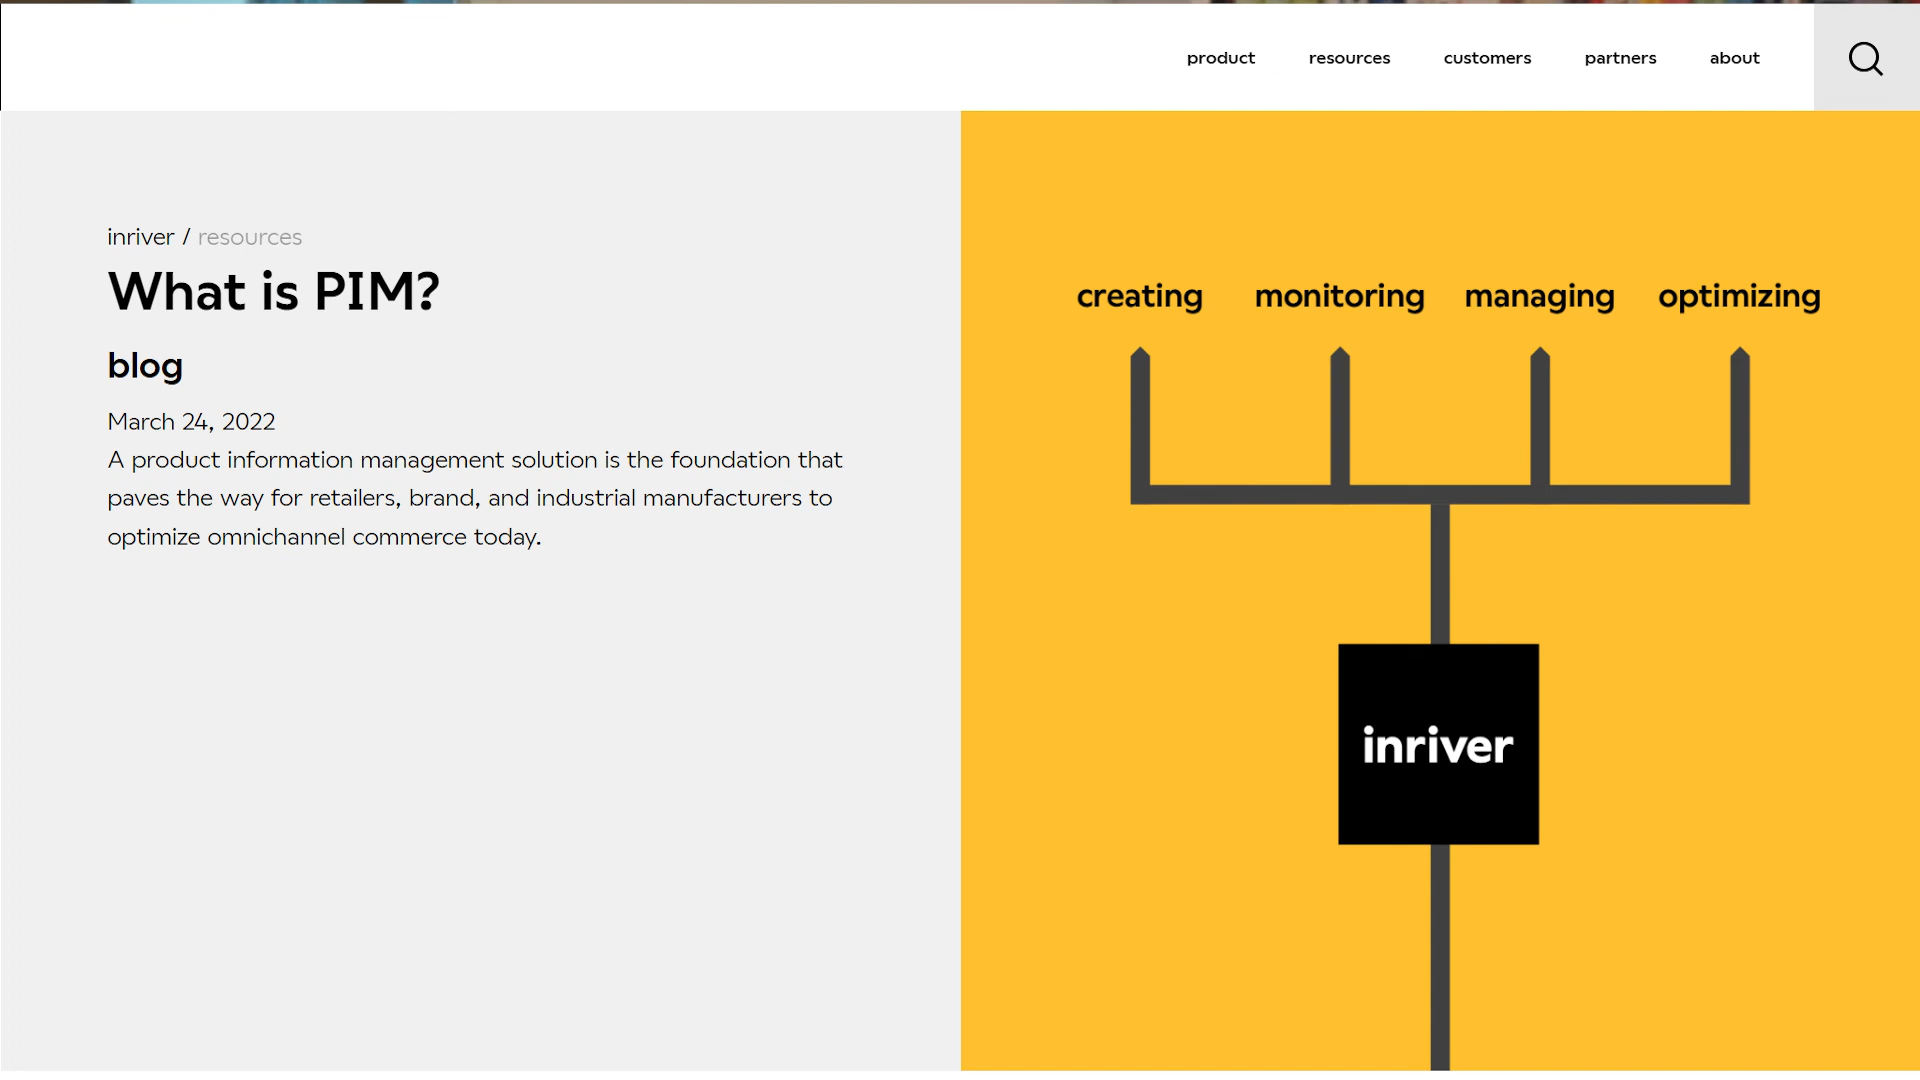 product resources customers partners about
inriver / resources
What is PIM?
blog
March 24, 2022
A product information management solution is the foundation that
paves the way for retailers, brand, and industrial manufacturers to
optimize omnichannel commerce today.
creating monitoring managing optimizing
inriver